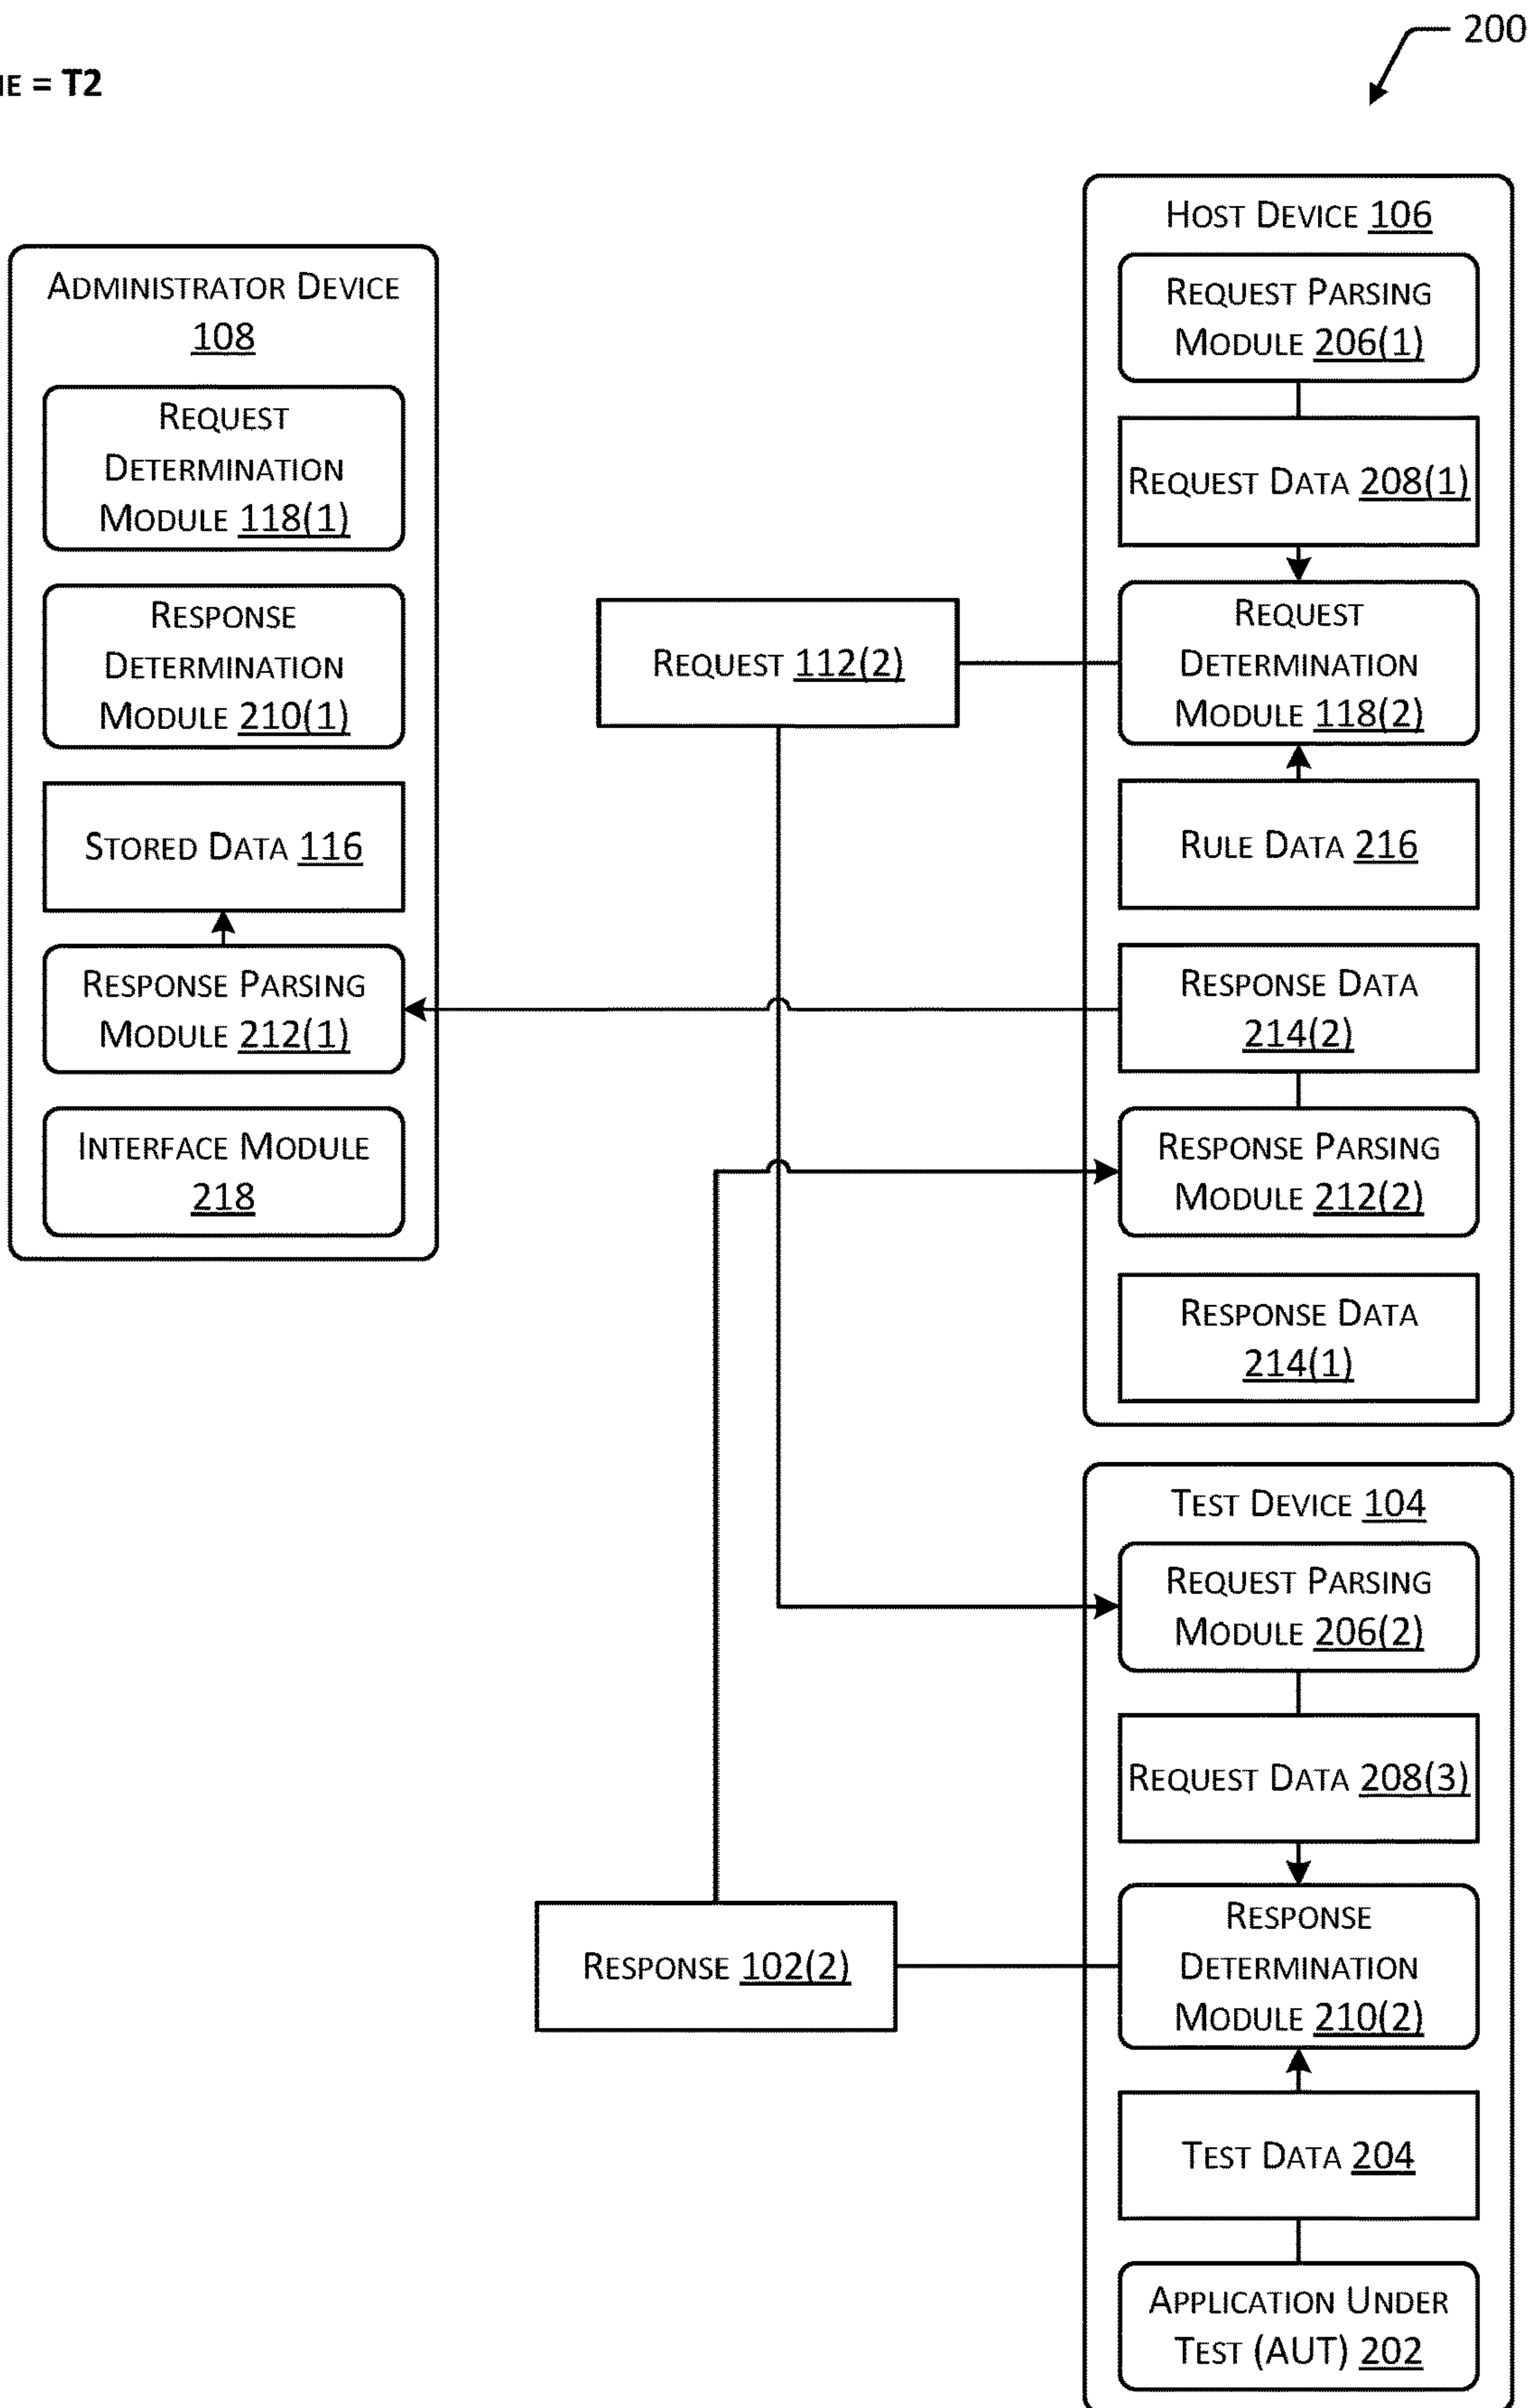 200
= T2
Administrator Device
108
Request
Determination
Module 118(1)
Response
Determination
Module 210(1)
Stored Data 116
Response Parsing
Module 212(1)
Interface Module
218
Request 112(2)
Response 102(2)
Host Device 106
Request Parsing
Module 206(1)
Request Data 208(1)
Request
Determination
Module 118(2)
Rule Data 216
Response Data
214(2)
Response Parsing
Module 212(2)
Response Data
214(1)
Test Device 104
Request Parsing
Module 206(2)
Request Data 208(3)
Response
Determination
Module 210(2)
Test Data 204
Application Under
Test (AUT) 202